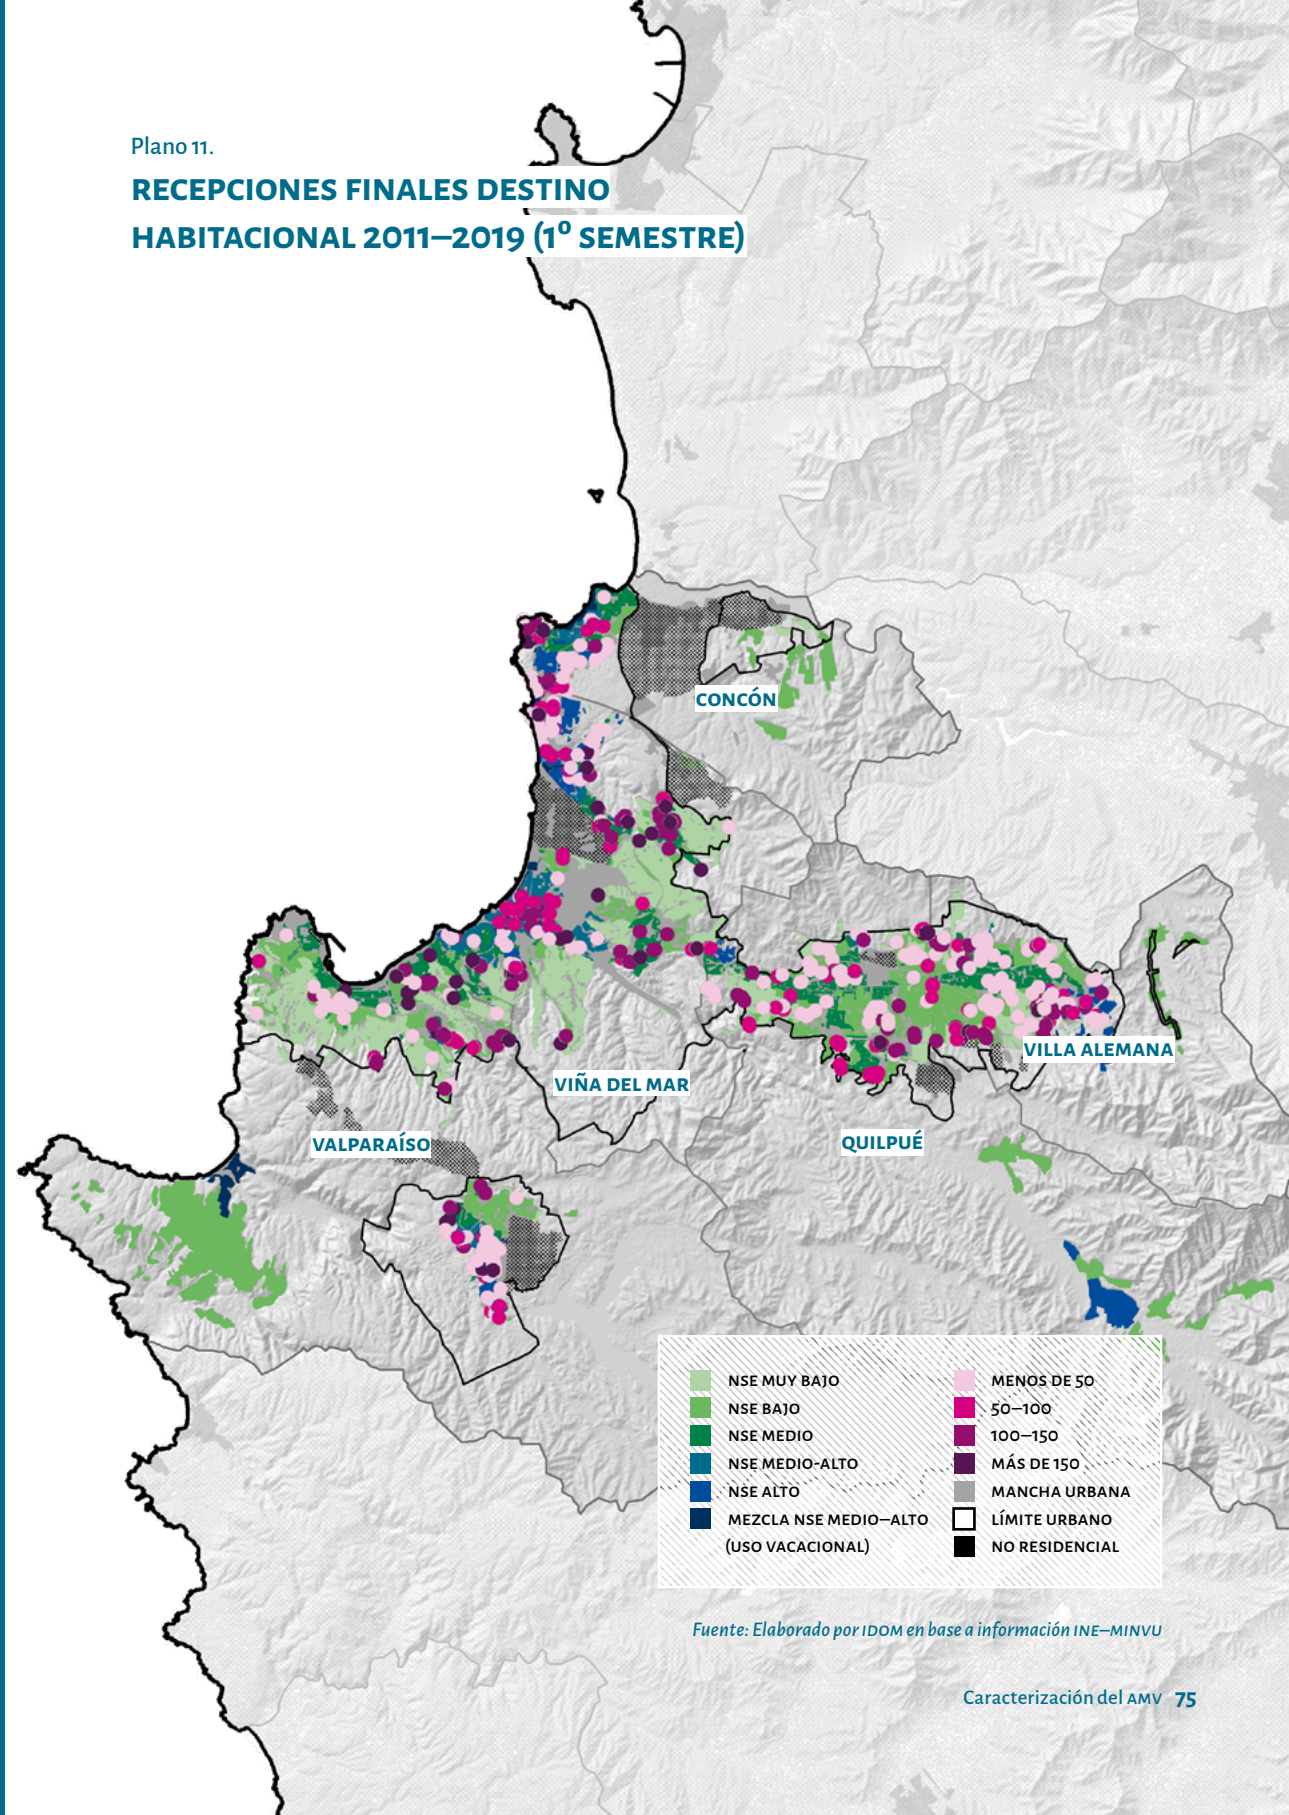 Plano 11.
RECEPCIONES FINALES DESTINO
HABITACIONAL 2011–2019 (1º SEMESTRE)
CONCÓN
VILLA ALEMANA
VIÑA DEL MAR
VALPARAÍSO
QUILPUÉ
NSE MUY BAJO
NSE BAJO
NSE MEDIO
NSE MEDIO-ALTO
NSE ALTO
MEZCLA NSE MEDIO–ALTO
(USO VACACIONAL)
MENOS DE 50
50–100
100–150
MÁS DE 150
MANCHA URBANA
LÍMITE URBANO
NO RESIDENCIAL
Fuente: Elaborado por IDOM en base a información INE–MINVU
Caracterización del AMV 75